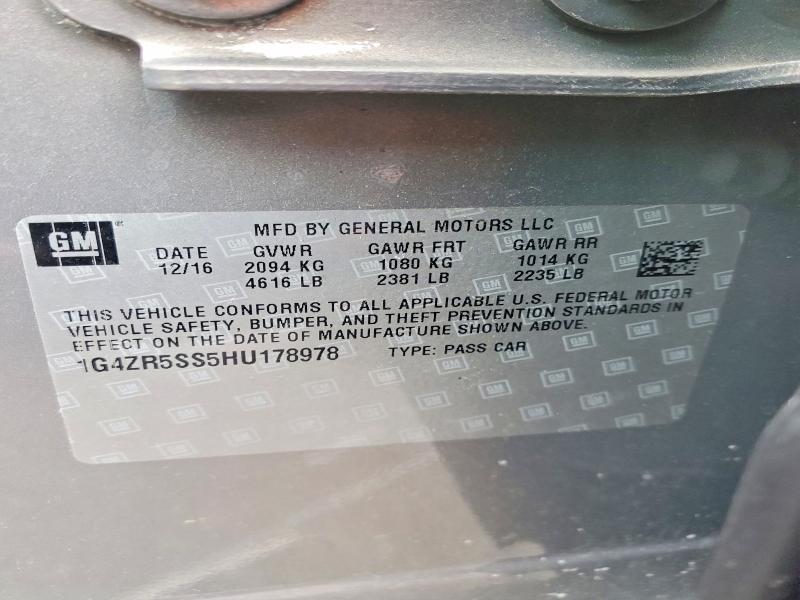 GM
MFD BY GENERAL MOTORS LLC
DATE GVWR GAWR FRT GAWR RR
12/16 2094 KG 1080 KG 1014 KG
4616 LB 2381 LB 2235 LB
THIS VEHICLE CONFORMS TO ALL APPLICABLE U.S. FEDERAL MOTOR
VEHICLE SAFETY, BUMPER, AND THEFT PREVENTION STANDARDS IN
EFFECT ON THE DATE OF MANUFACTURE SHOWN ABOVE.
1G4ZR5SS5HU178978 TYPE: PASS CAR